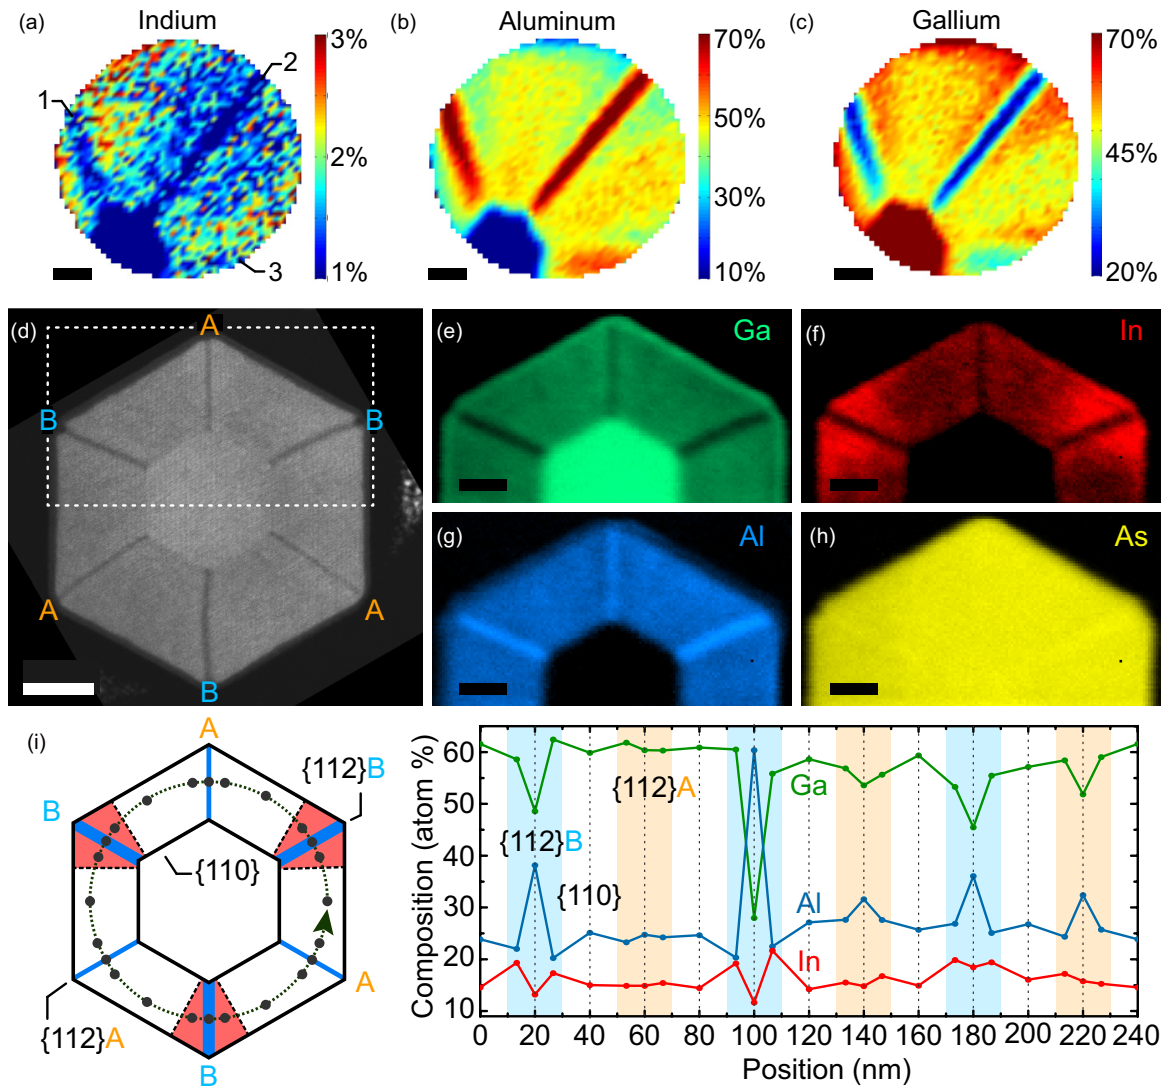 (a) Indium
3%
2%
1%
1
2
3
(b) Aluminum
70%
50%
30%
10%
(c) Gallium
70%
45%
20%
(d)
A
B
B
A
A
B
(e) Ga
(f) In
(g) Al
(h) As
(i)
A
{112}B
B
{110}
A
{112}A
B
Composition (atom %)
60
50
40
30
20
10
{112}A
Ga
{112}B
{110}
Al
In
0 20 40 60 80 100 120 140 160 180 200 220 240
Position (nm)